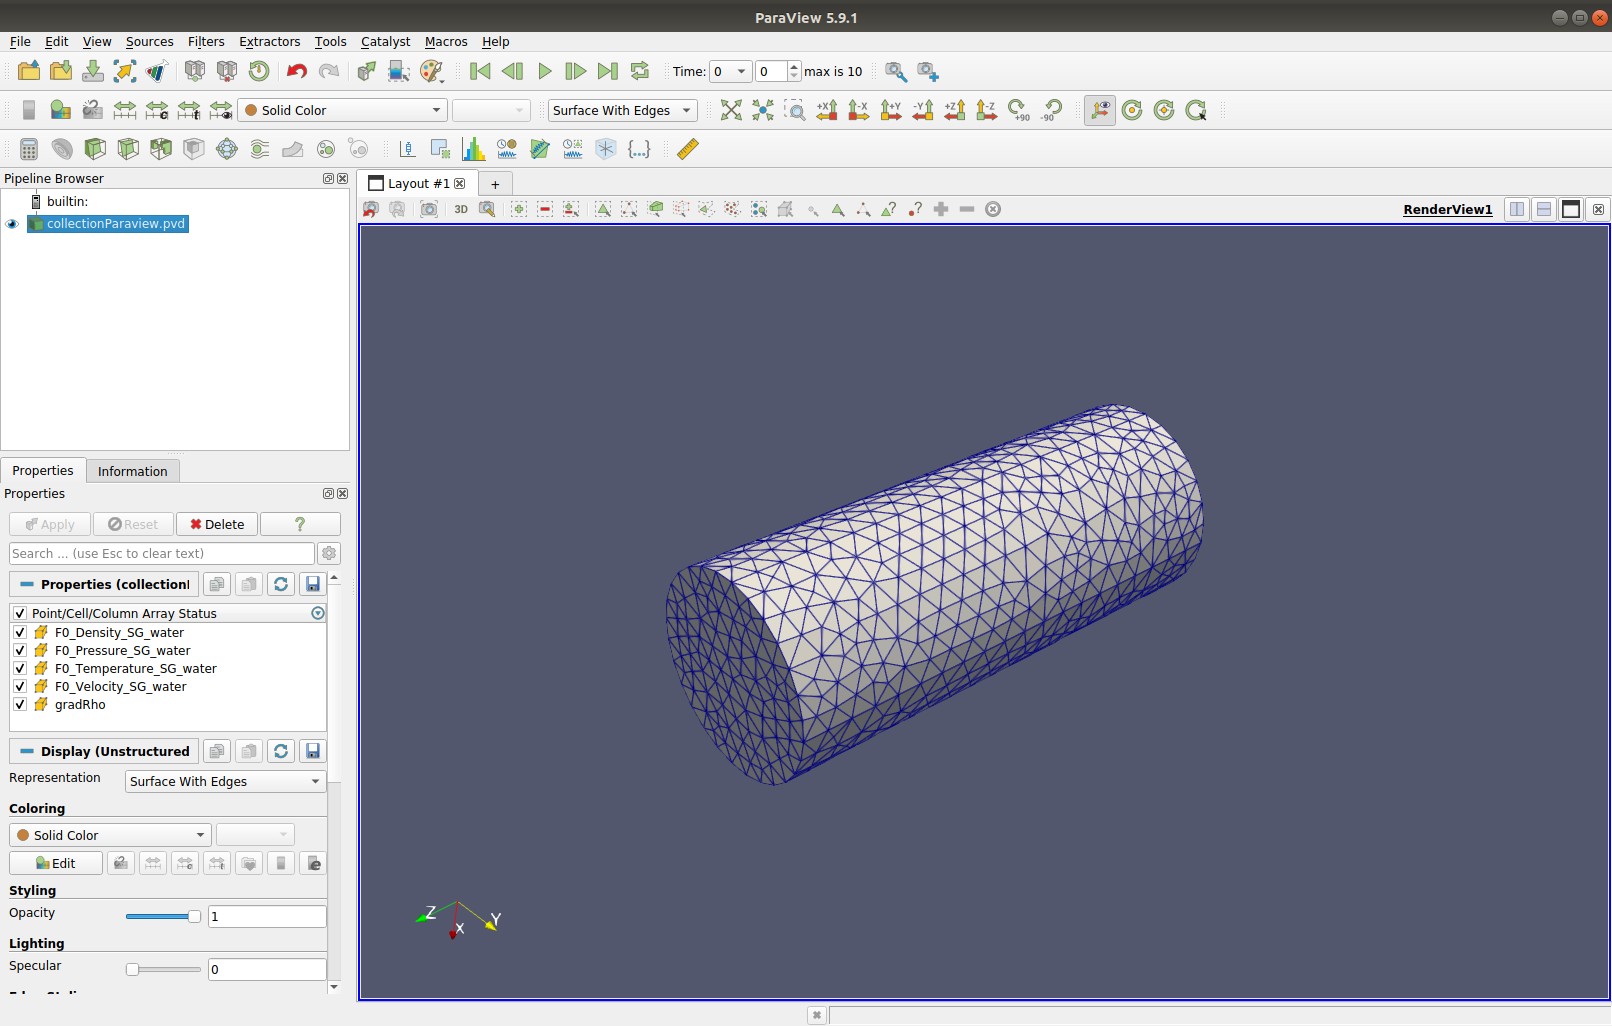 ParaView 5.9.1
File Edit View Sources Filters Extractors Tools Catalyst Macros Help
Time: 0 0 max is 10
Solid Color Surface With Edges +X -X +Y -Y +Z -Z +90 -90
Pipeline Browser
builtin:
collectionParaview.pvd
Layout #1 +
3D RenderView1
Properties Information
Properties
Apply Reset Delete ?
Search ... (use Esc to clear text)
Properties (collectionl
Point/Cell/Column Array Status
F0_Density_SG_water
F0_Pressure_SG_water
F0_Temperature_SG_water
F0_Velocity_SG_water
gradRho
Display (Unstructured
Representation Surface With Edges
Coloring
Solid Color
Edit
Styling
Opacity 1
Lighting
Specular 0
Z Y
X